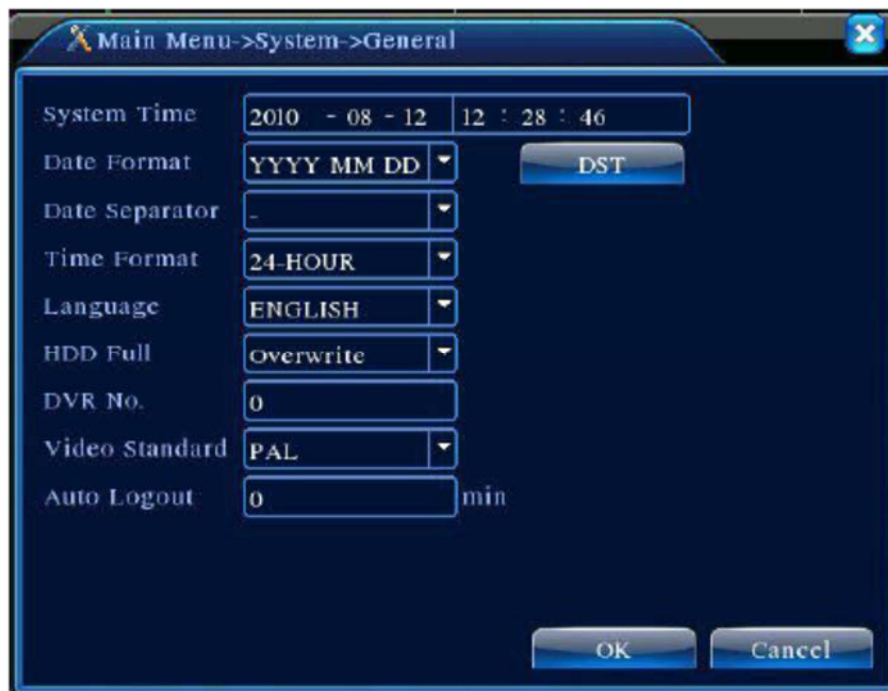 Main Menu->System->General
System Time 2010 - 08 - 12 12 : 28 : 46
Date Format YYYY MM DD DST
Date Separator -
Time Format 24-HOUR
Language ENGLISH
HDD Full Overwrite
DVR No. 0
Video Standard PAL
Auto Logout 0 min
OK Cancel